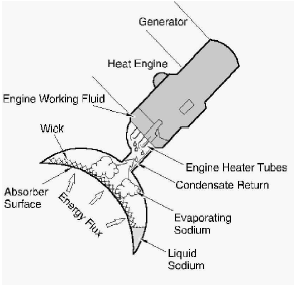 Generator
Heat Engine
Engine Working Fluid
Wick
Engine Heater Tubes
Condensate Return
Absorber
Surface
Energy Flux
Evaporating
Sodium
Liquid
Sodium